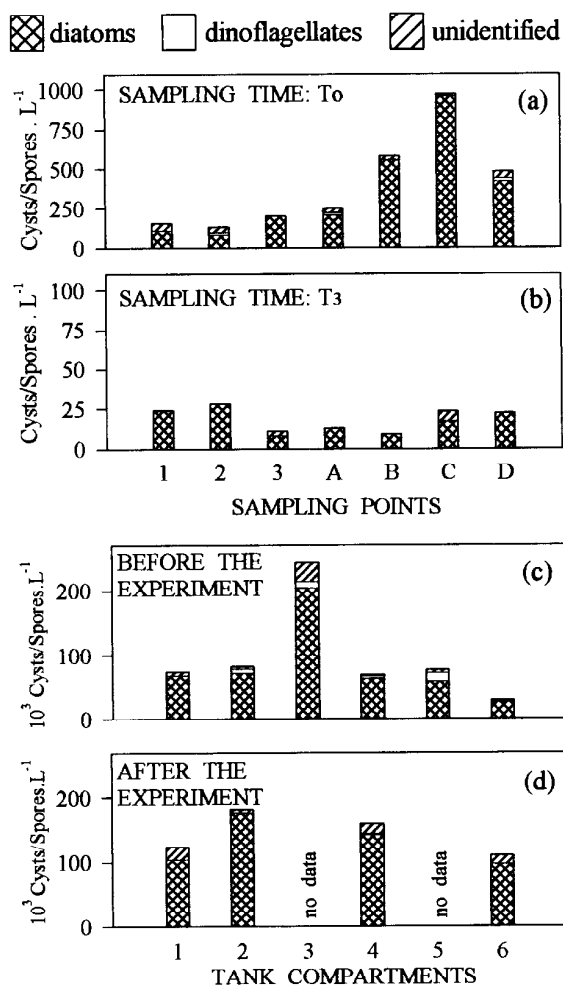 diatoms dinoflagellates unidentified
SAMPLING TIME: T0 (a)
Cysts/Spores . L-1
1000
750
500
250
0
SAMPLING TIME: T3 (b)
Cysts/Spores . L-1
100
75
50
25
0
1 2 3 A B C D
SAMPLING POINTS
BEFORE THE
EXPERIMENT
(c)
103 Cysts/Spores.L-1
200
100
0
AFTER THE
EXPERIMENT
(d)
103 Cysts/Spores.L-1
200
100
0
no data
no data
1 2 3 4 5 6
TANK COMPARTMENTS